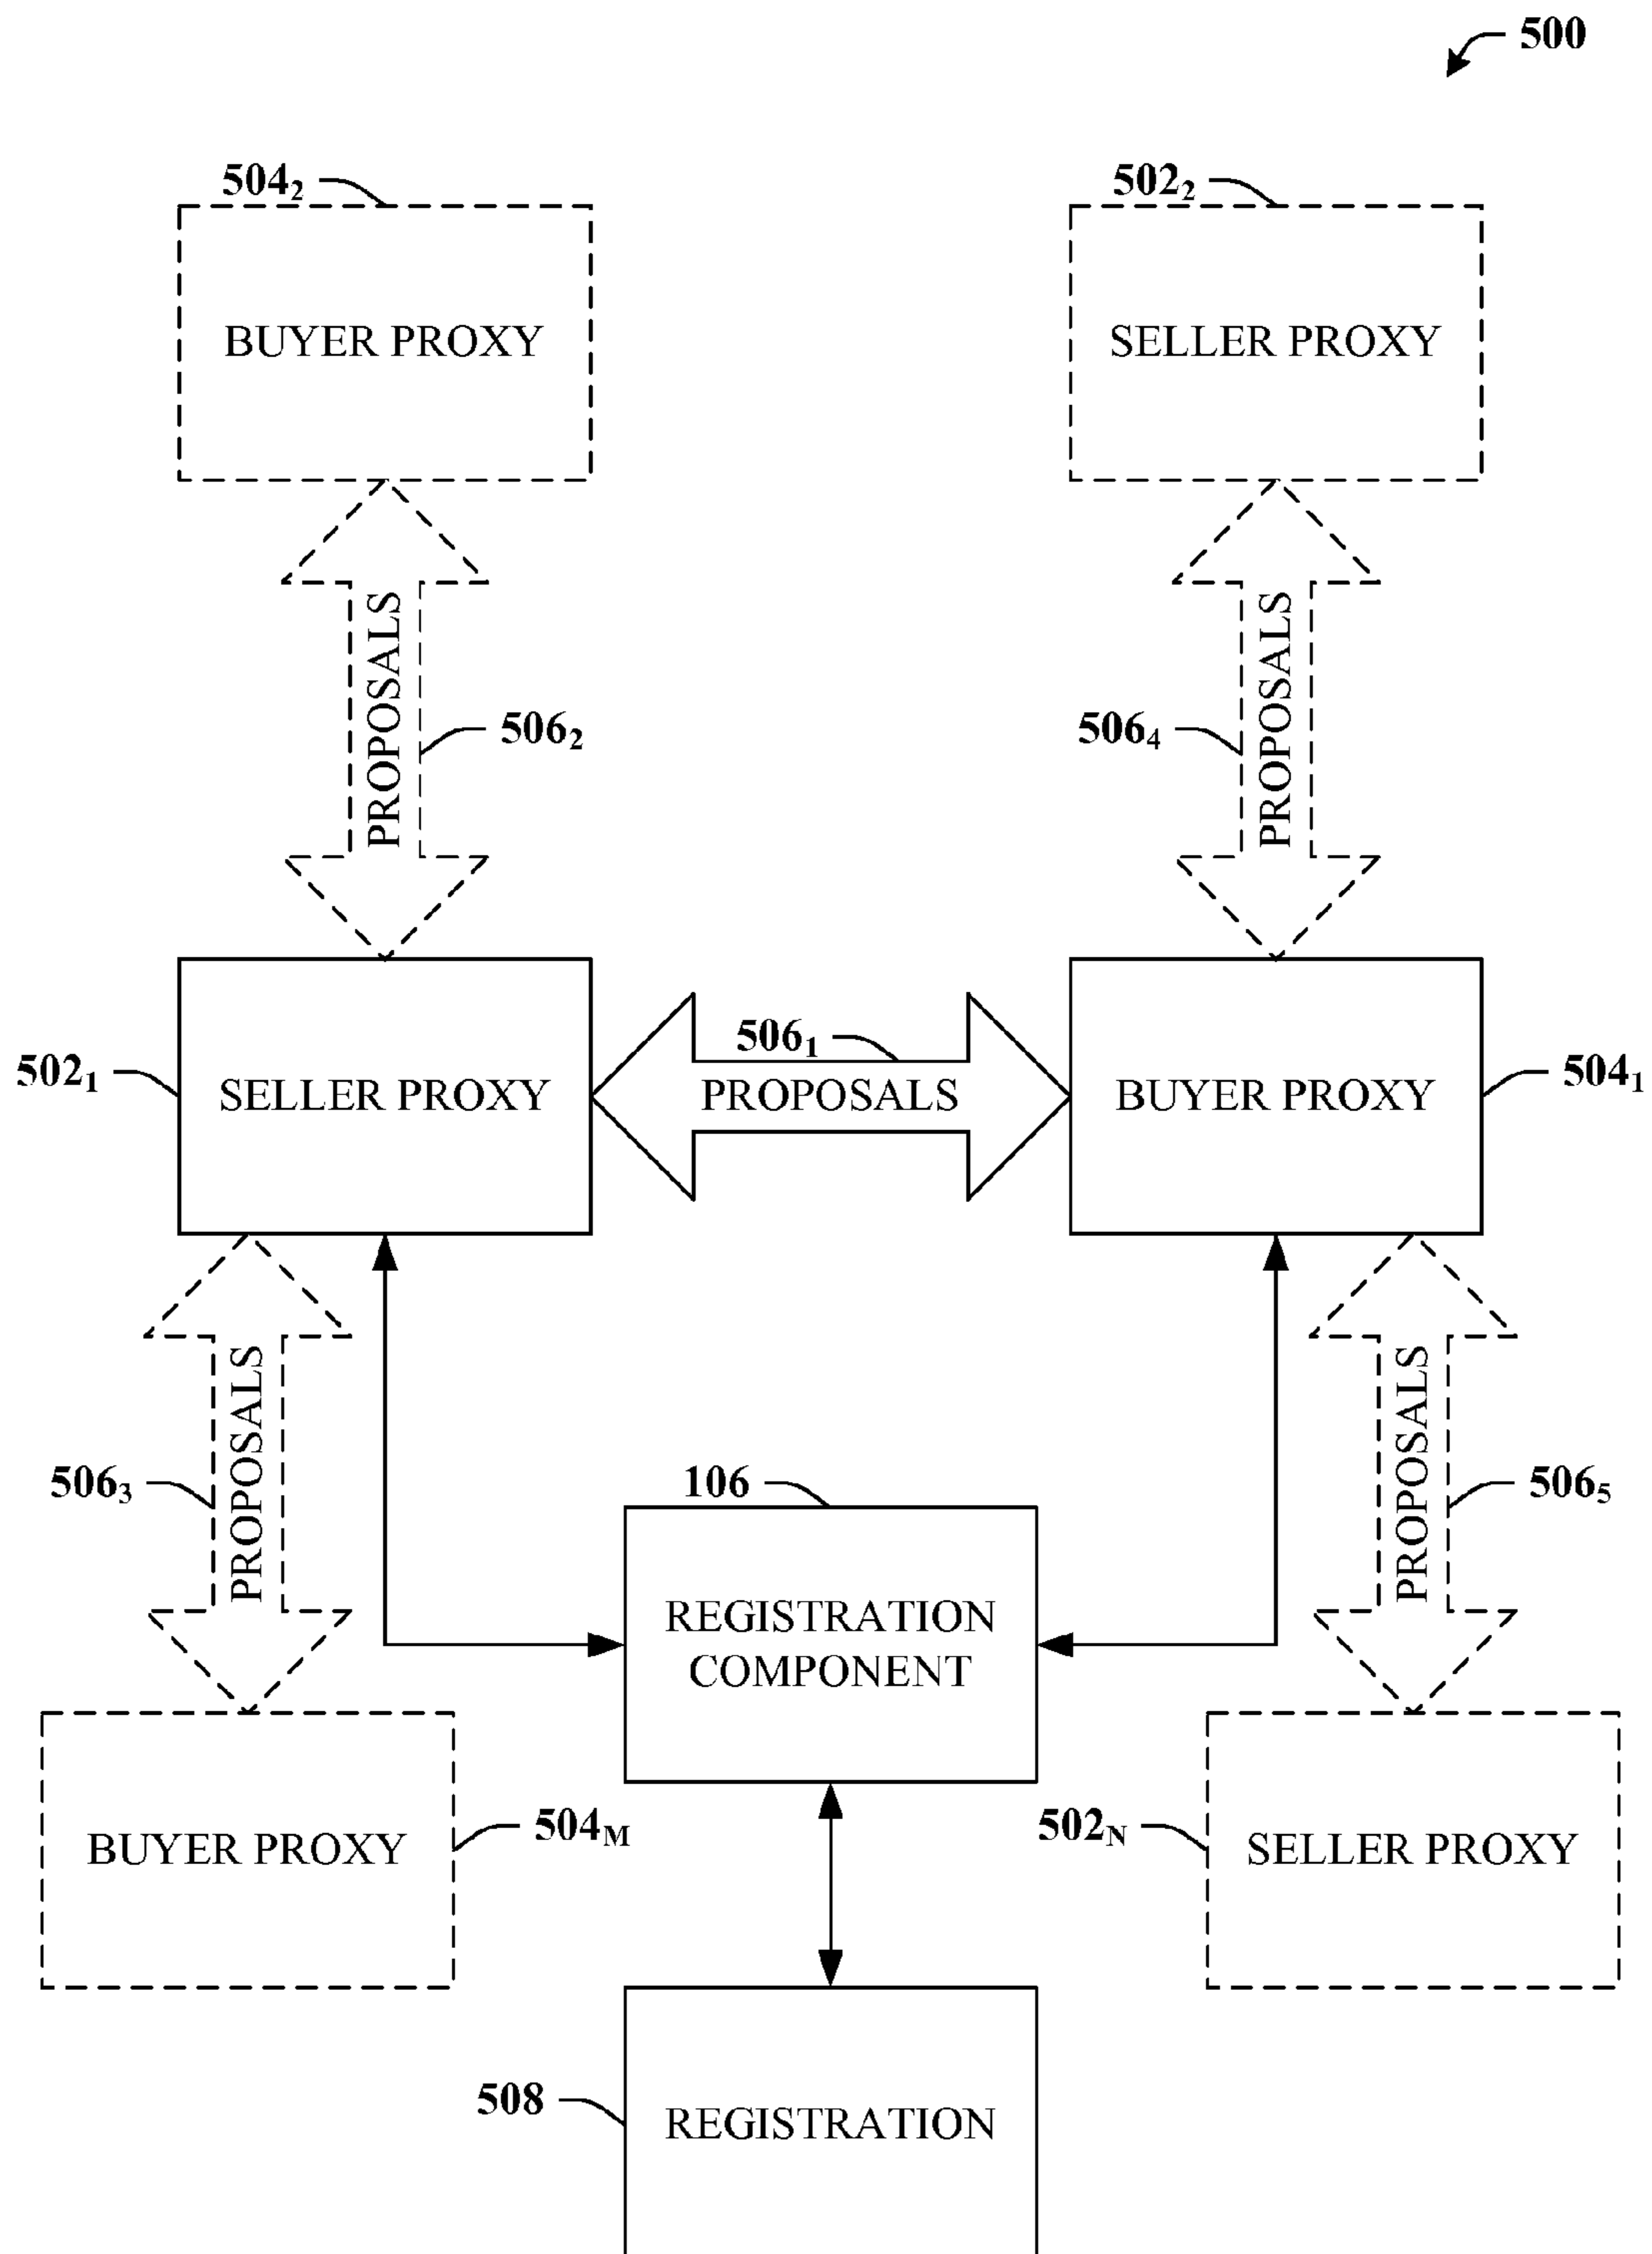 500
504₂
502₂
BUYER PROXY
SELLER PROXY
PROPOSALS
506₂
506₄
PROPOSALS
502₁
SELLER PROXY
506₁
PROPOSALS
BUYER PROXY
504₁
506₃
PROPOSALS
106
REGISTRATION
COMPONENT
PROPOSALS
506₅
BUYER PROXY
504M
502N
SELLER PROXY
508
REGISTRATION